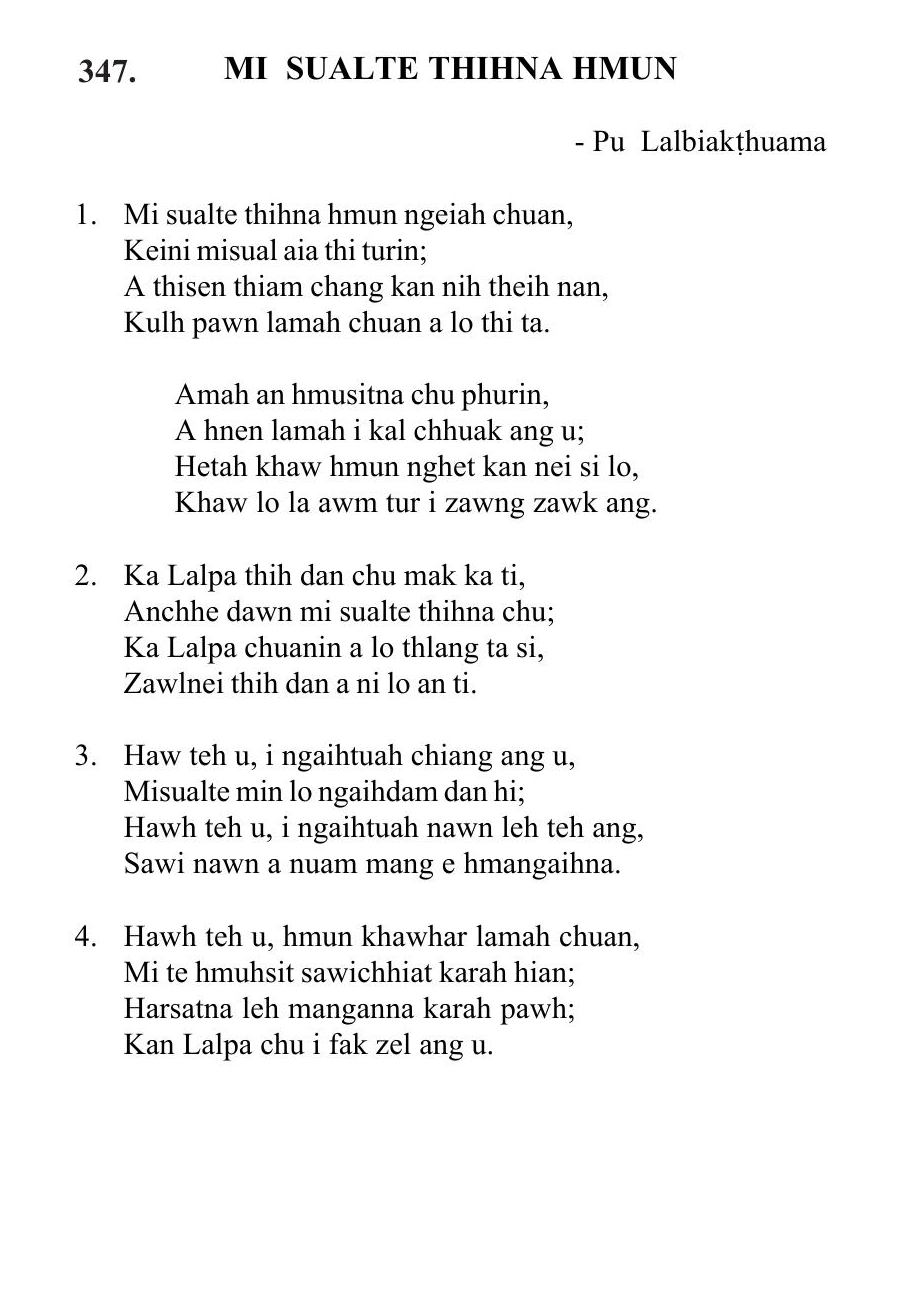 347. MI SUALTE THIHNA HMUN
- Pu Lalbiakṭhuama
1. Mi sualte thihna hmun ngeiah chuan,
Keini misual aia thi turin;
A thisen thiam chang kan nih theih nan,
Kulh pawn lamah chuan a lo thi ta.
Amah an hmusitna chu phurin,
A hnen lamah i kal chhuak ang u;
Hetah khaw hmun nghet kan nei si lo,
Khaw lo la awm tur i zawng zawk ang.
2. Ka Lalpa thih dan chu mak ka ti,
Anchhe dawn mi sualte thihna chu;
Ka Lalpa chuanin a lo thlang ta si,
Zawlnei thih dan a ni lo an ti.
3. Haw teh u, i ngaihtuah chiang ang u,
Misualte min lo ngaihdam dan hi;
Hawh teh u, i ngaihtuah nawn leh teh ang,
Sawi nawn a nuam mang e hmangaihna.
4. Hawh teh u, hmun khawhar lamah chuan,
Mi te hmuhsit sawichhiat karah hian;
Harsatna leh manganna karah pawh;
Kan Lalpa chu i fak zel ang u.